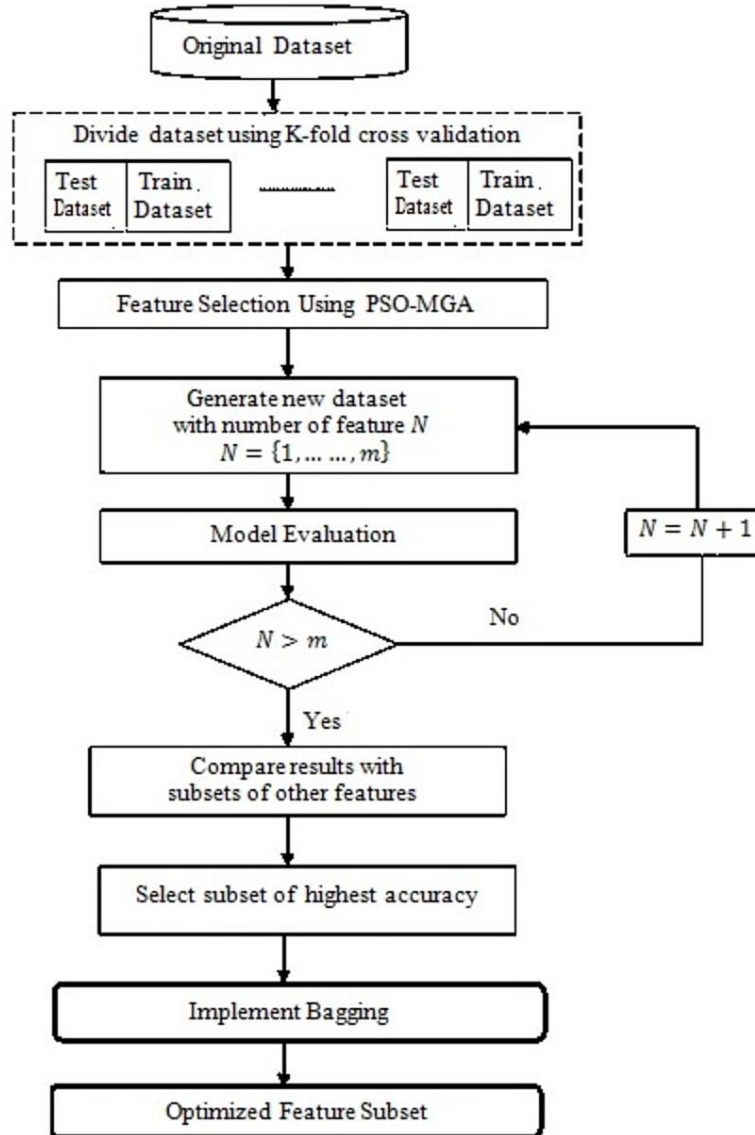 Original Dataset
Divide dataset using K-fold cross validation
Test Dataset
Train. Dataset
Test Dataset
Train. Dataset
Feature Selection Using PSO-MGA
Generate new dataset
with number of feature N
N = {1, ... ..., m}
Model Evaluation
N = N + 1
N > m
No
Yes
Compare results with
subsets of other features
Select subset of highest accuracy
Implement Bagging
Optimized Feature Subset